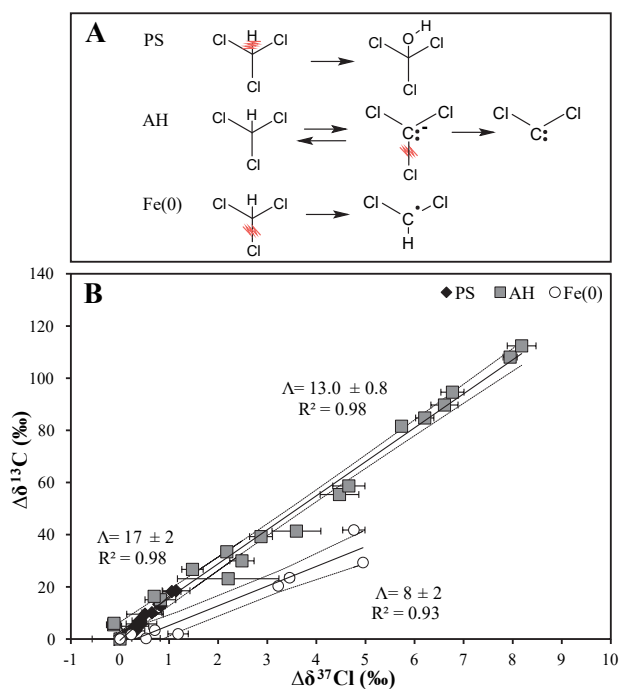 A
PS
H
Cl
Cl
Cl
O
H
Cl
Cl
Cl
AH
H
Cl
Cl
Cl
Cl
Cl
C:•-
Cl
Cl
Cl
C:
Fe(0)
H
Cl
Cl
Cl
Cl
Cl
C•
H
B
PS AH Fe(0)
140
120
100
80
60
40
20
0
Δδ¹³C (‰)
Λ= 13.0 ± 0.8
R² = 0.98
Λ= 17 ± 2
R² = 0.98
Λ= 8 ± 2
R² = 0.93
-1 0 1 2 3 4 5 6 7 8 9 10
Δδ³⁷Cl (‰)